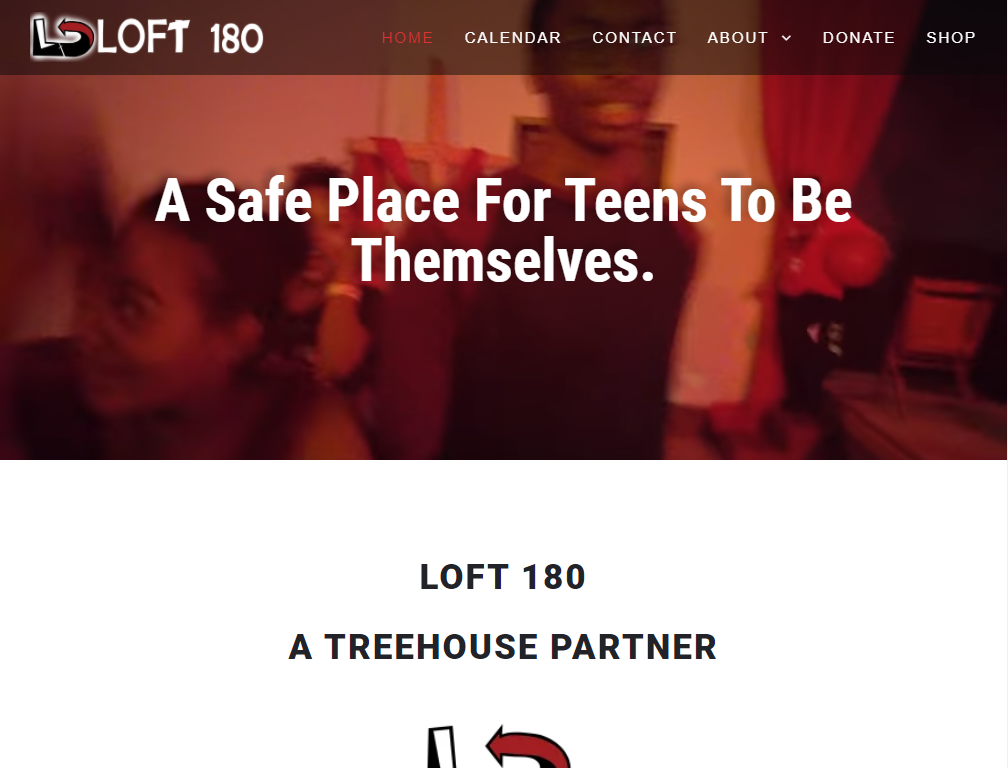 LOFT 180
HOME CALENDAR CONTACT ABOUT DONATE SHOP
A Safe Place For Teens To Be
Themselves.
LOFT 180
A TREEHOUSE PARTNER